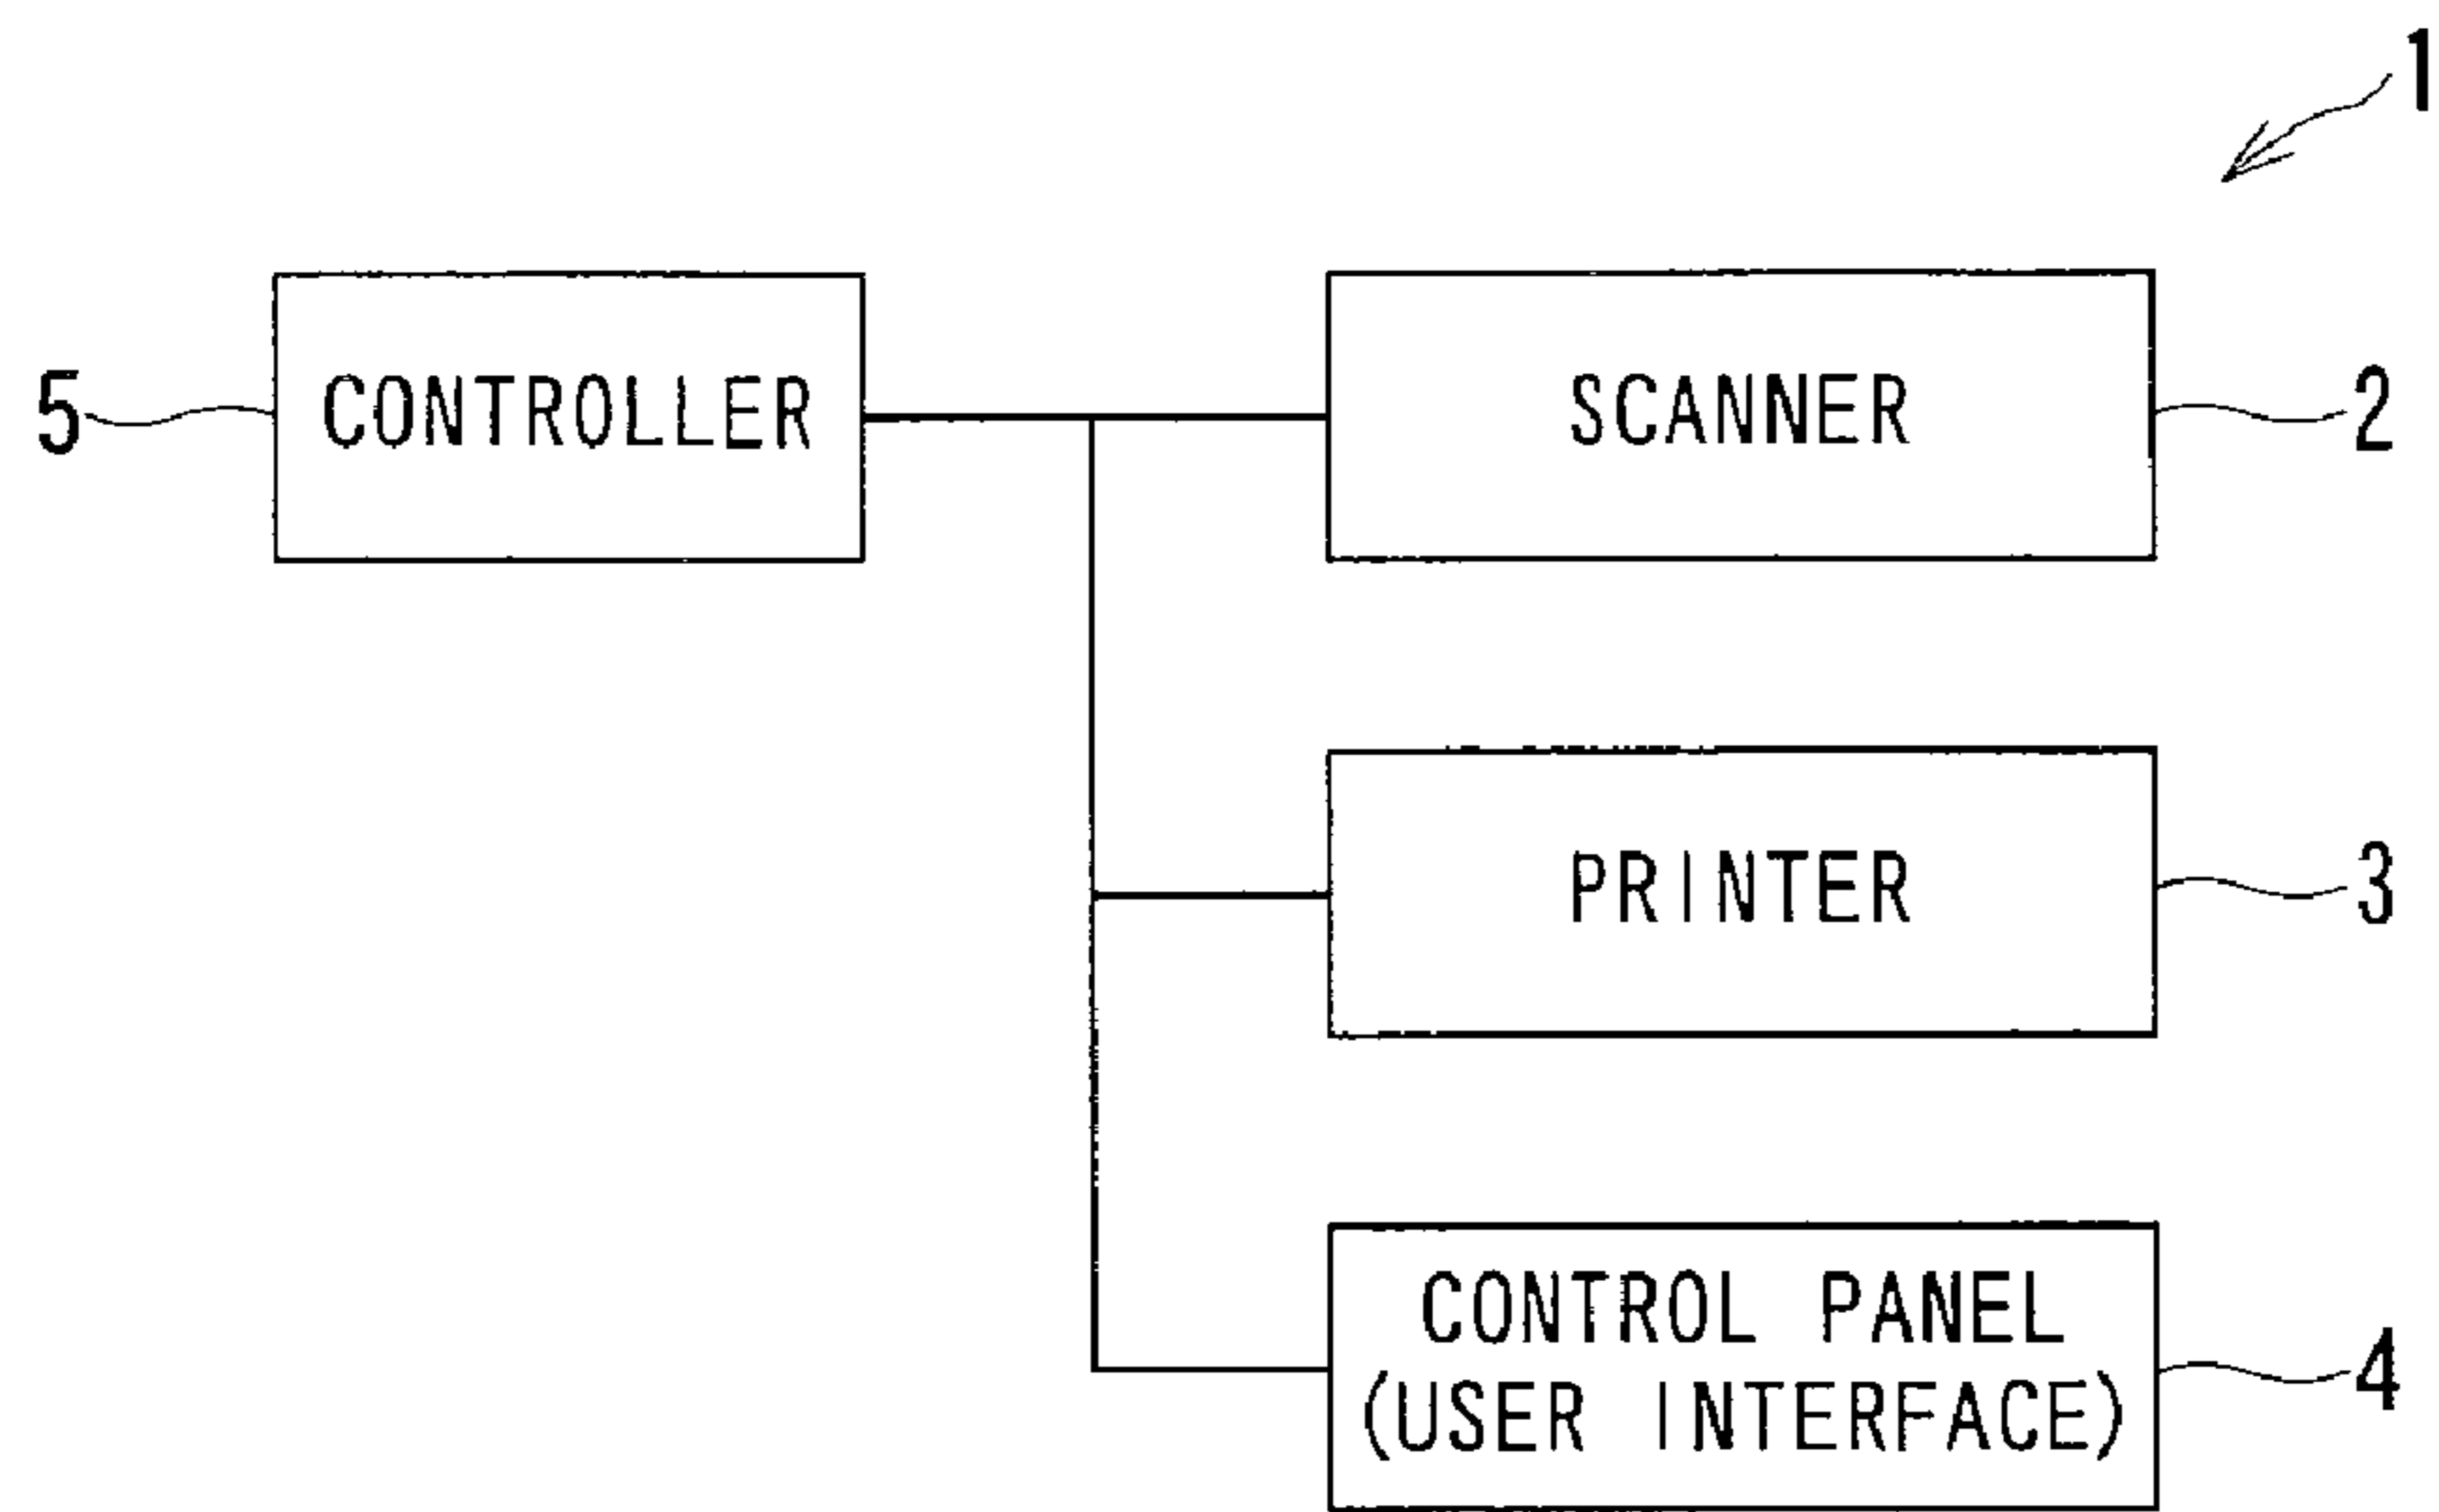 1
5
CONTROLLER
SCANNER
2
PRINTER
3
CONTROL PANEL
(USER INTERFACE)
4